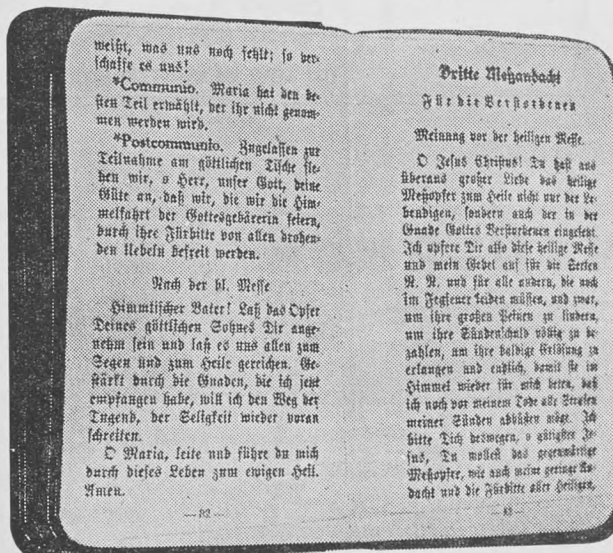 weißt, was uns noch fehlt; so ver-
schaffe es uns!
*Communio. Maria hat den be-
sten Teil erwählt, der ihr nicht genom-
men werden wird.
*Postcommunio. Zugelassen zur
Teilnahme am göttlichen Tische fle-
hen wir, o Herr, unser Gott, deine
Güte an, daß wir, die wir die Him-
melfahrt der Gottesgebärerin feiern,
durch ihre Fürbitte von allen drohen-
den Uebeln befreit werden.
Nach der hl. Messe
Himmlischer Vater! Laß das Opfer
Deines göttlichen Sohnes Dir ange-
nehm sein und laß es uns allen zum
Segen und zum Heile gereichen. Ge-
stärkt durch die Gnaden, die ich jetzt
empfangen habe, will ich den Weg der
Tugend, der Seligkeit wieder voran
schreiten.
O Maria, leite und führe du mich
durch dieses Leben zum ewigen Heil.
Amen.
— 92 —
Dritte Meßandacht
Für die Verstorbenen
Meinung vor der heiligen Messe.
O Jesus Christus! Du hast aus
überaus großer Liebe das heilige
Meßopfer zum Heile nicht nur der Le-
bendigen, sondern auch der in der
Gnade Gottes Verstorbenen eingesetzt.
Ich opfere Dir also diese heilige Messe
und mein Gebet auf für die Seelen
N. N. und für alle andern, die noch
im Fegfeuer leiden müssen, und zwar,
um ihre großen Peinen zu lindern,
um ihre Sündenschuld völlig zu be-
zahlen, um ihre baldige Erlösung zu
erlangen und endlich, damit sie im
Himmel wieder für mich beten, daß
ich noch vor meinem Tode alle Strafen
meiner Sünden abbüßen möge. Ich
bitte Dich deswegen, o gütigster Je-
sus, Du wollest das gegenwärtige
Meßopfer, wie auch meine geringe An-
dacht und die Fürbitte aller Heiligen,